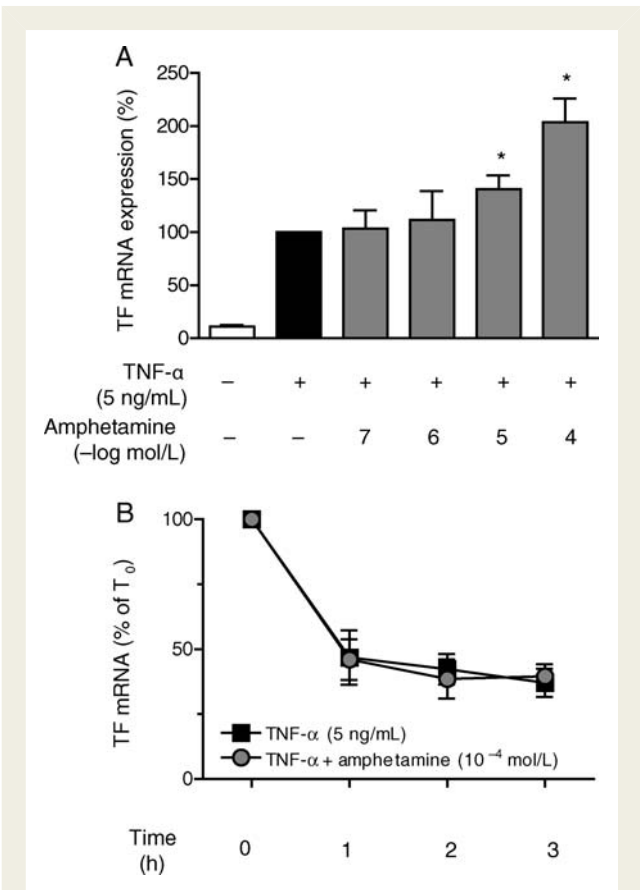 A
TF mRNA expression (%)
250
200
150
100
50
0
* *
TNF-α
(5 ng/mL) – + + + + +
Amphetamine
(–log mol/L) – – 7 6 5 4
B
TF mRNA (% of T₀)
100
50
0
TNF-α (5 ng/mL)
TNF-α + amphetamine (10⁻⁴ mol/L)
Time
(h) 0 1 2 3